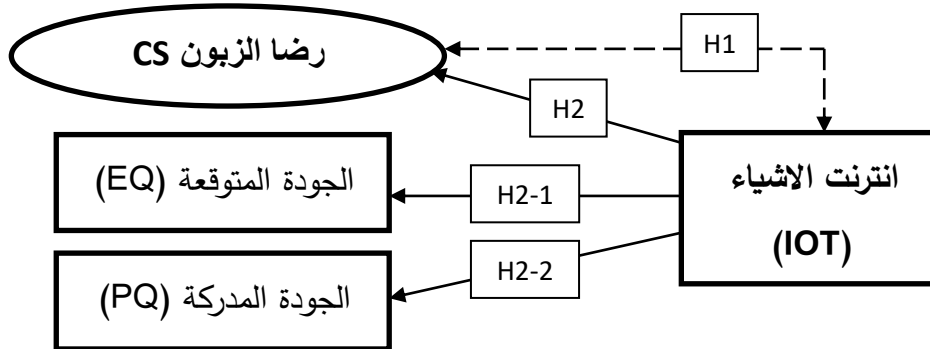 رضا الزبون CS
H1
H2
انترنت الاشياء
(IOT)
الجودة المتوقعة (EQ)
H2-1
H2-2
الجودة المدركة (PQ)